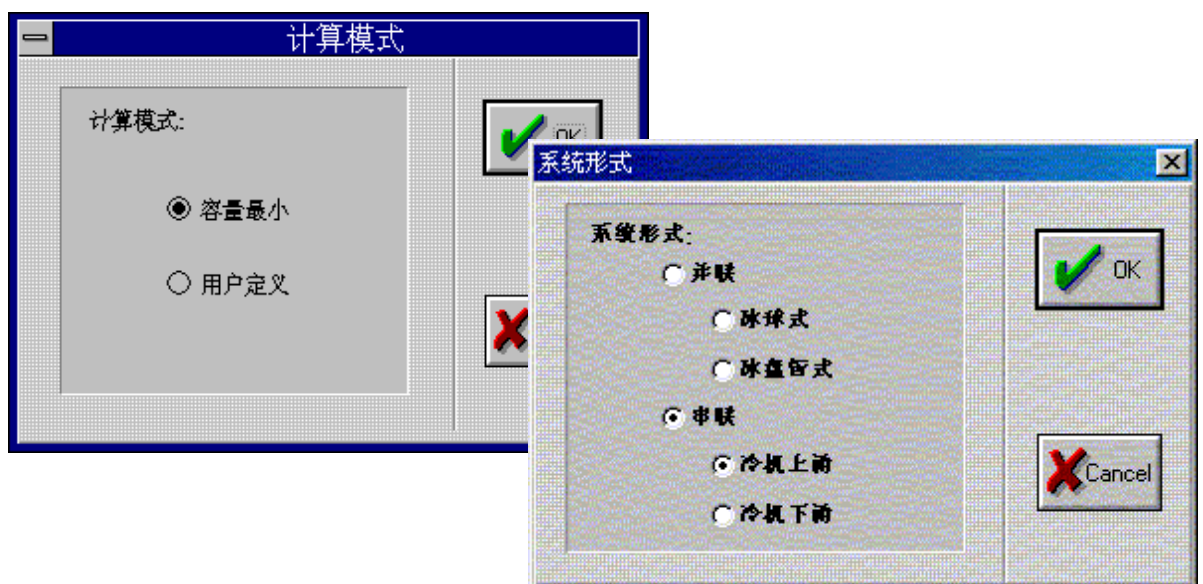 计算模式
计算模式:
容量最小
用户定义
OK
系统形式
系统形式:
并联
冰球式
冰盘管式
串联
冷机上游
冷机下游
OK
Cancel